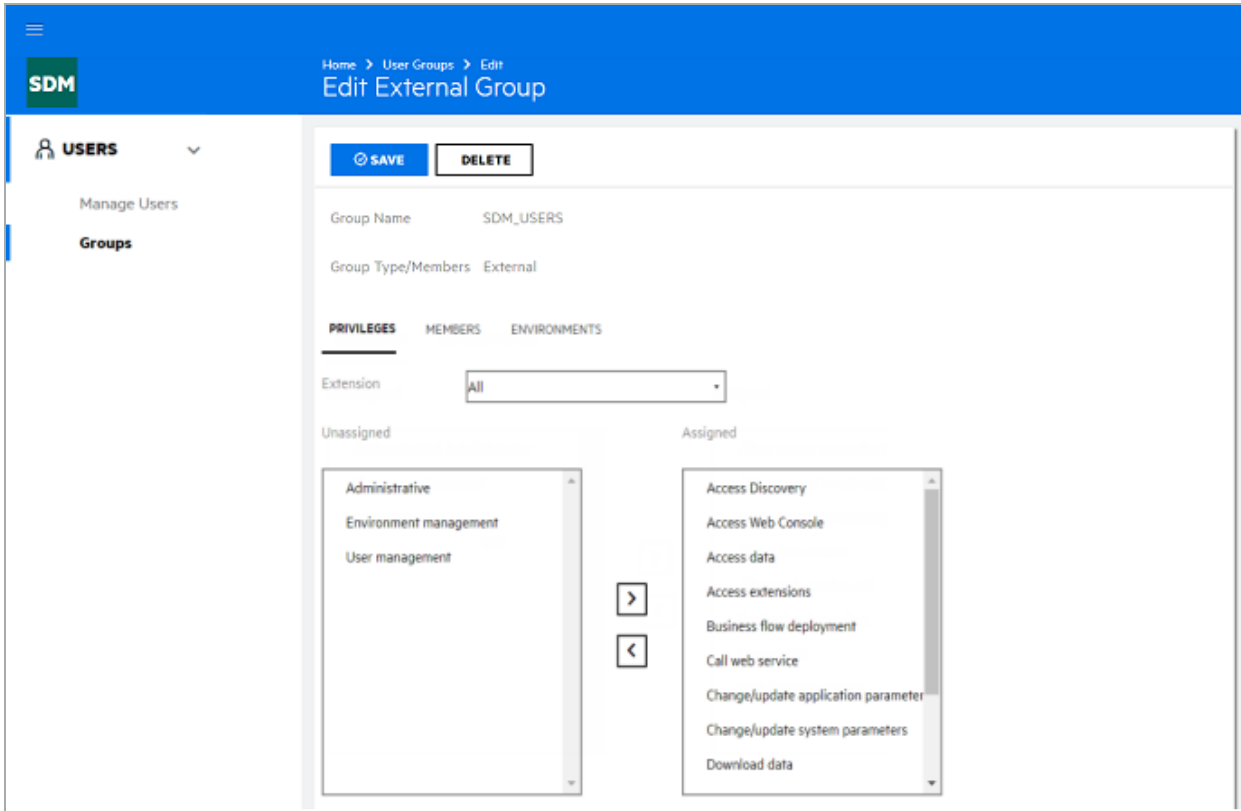 SDM
Home > User Groups > Edit
Edit External Group
USERS
Manage Users
Groups
SAVE
DELETE
Group Name SDM_USERS
Group Type/Members External
PRIVILEGES MEMBERS ENVIRONMENTS
Extension All
Unassigned
Administrative
Environment management
User management
Assigned
Access Discovery
Access Web Console
Access data
Access extensions
Business flow deployment
Call web service
Change/update application parameter
Change/update system parameters
Download data